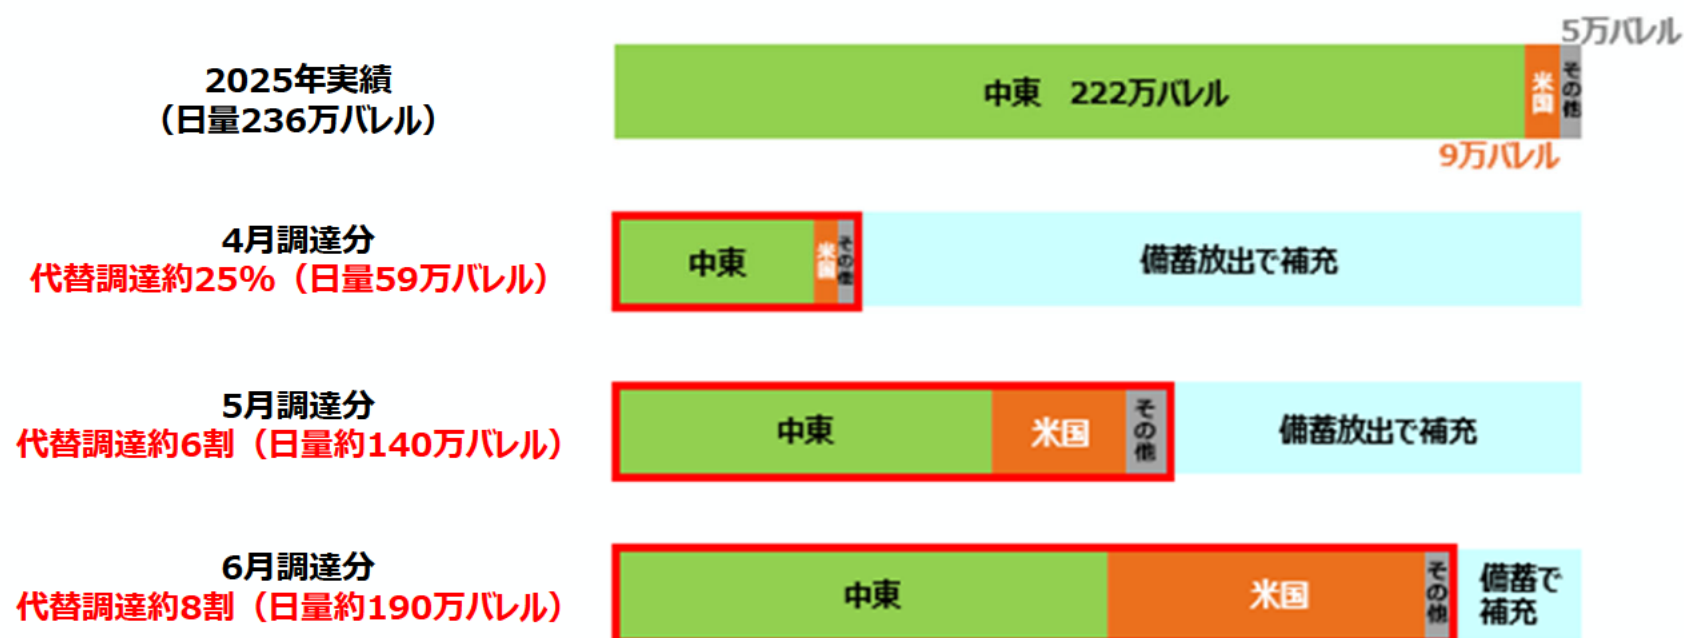 5万バレル
2025年実績
（日量236万バレル）
中東　222万バレル
米国
その他
9万バレル
4月調達分
代替調達約25%（日量59万バレル）
中東
米国
その他
備蓄放出で補充
5月調達分
代替調達約6割（日量約140万バレル）
中東
米国
その他
備蓄放出で補充
6月調達分
代替調達約8割（日量約190万バレル）
中東
米国
その他
備蓄で
補充